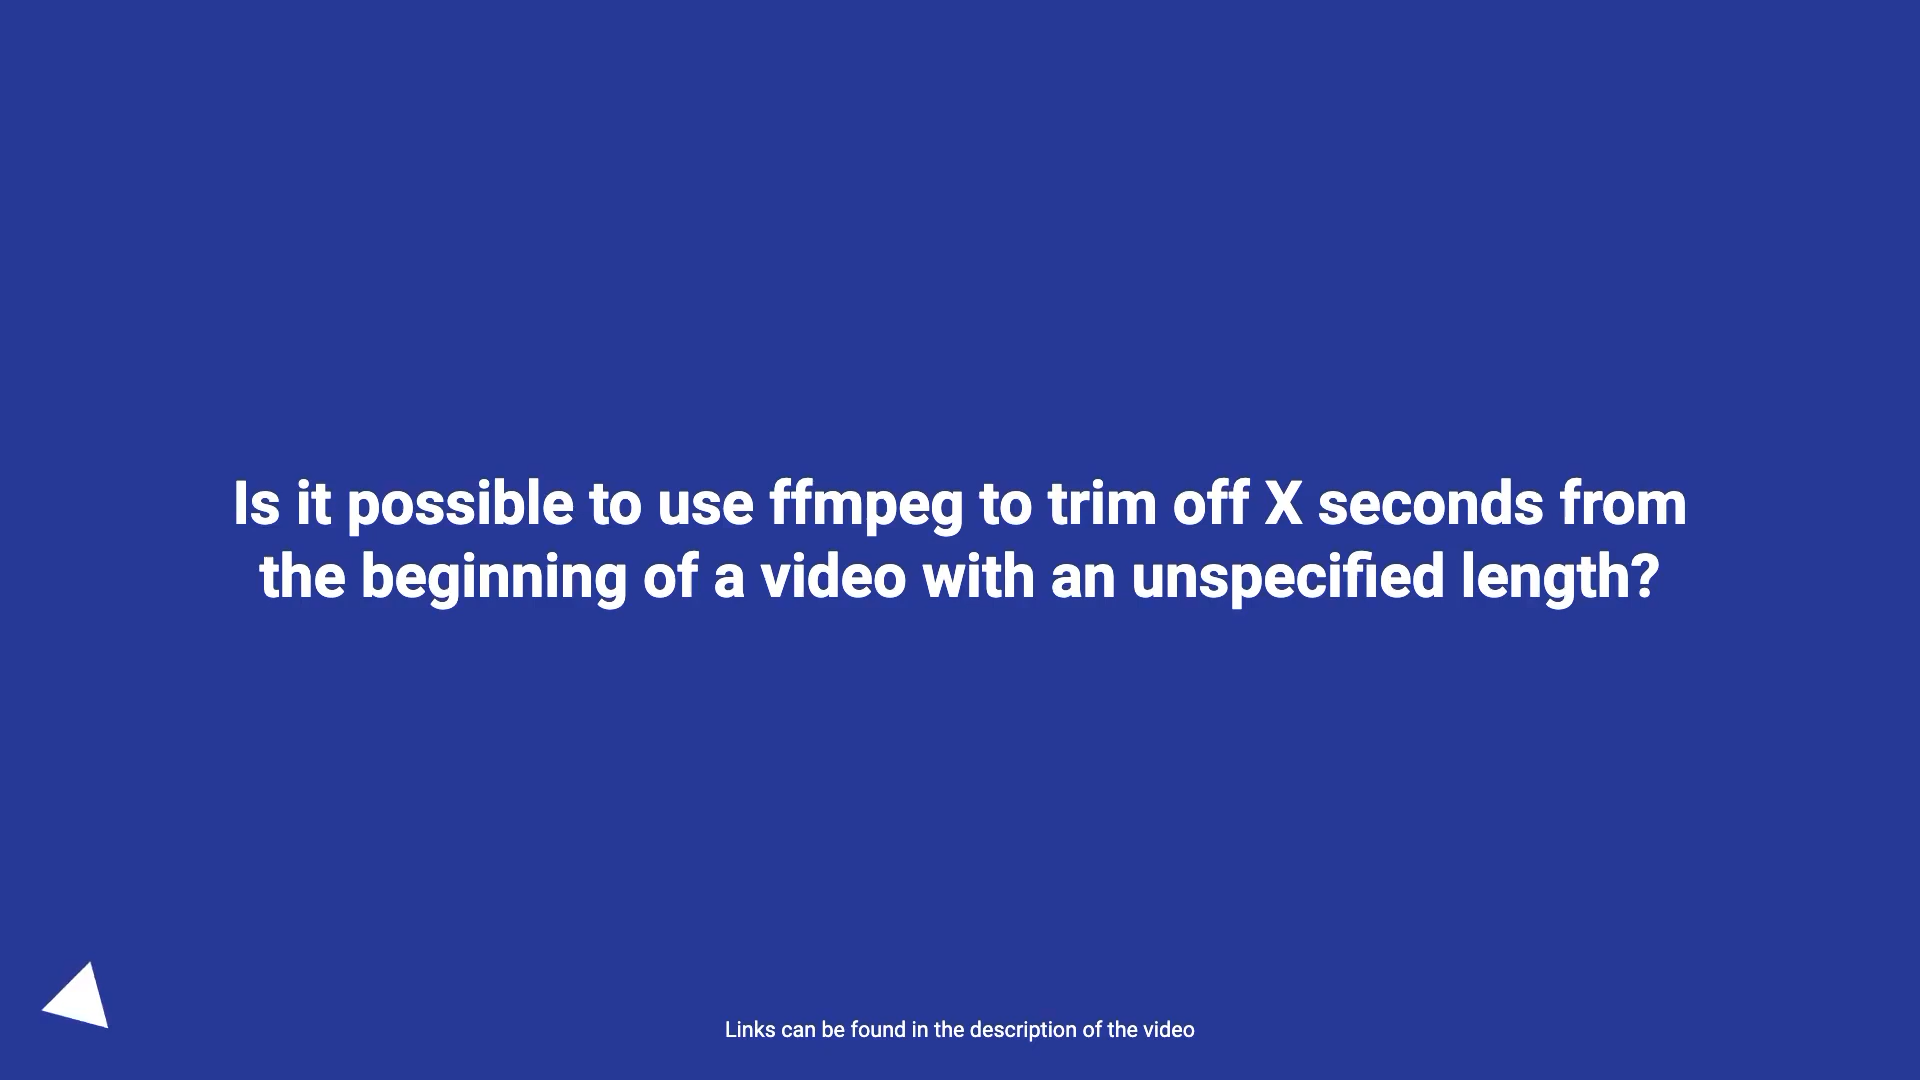 Is it possible to use ffmpeg to trim off X seconds from
the beginning of a video with an unspecified length?
Links can be found in the description of the video